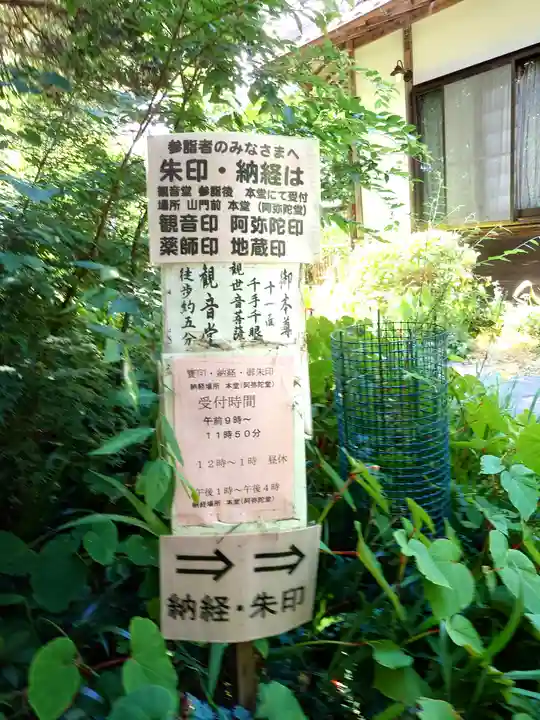 参詣者のみなさまへ
朱印・納経は
観音堂 参詣後 本堂にて受付
場所 山門前 本堂(阿弥陀堂)
観音印 阿弥陀印
薬師印 地蔵印
御本尊
十一面
千手千眼
観世音菩薩
観音堂
徒歩約五分
寶印・納経・御朱印
納経場所 本堂(阿弥陀堂)
受付時間
午前9時〜
11時50分
12時〜1時 昼休
午後1時〜午後4時
納経場所 本堂(阿弥陀堂)
⇒ ⇒
納経・朱印